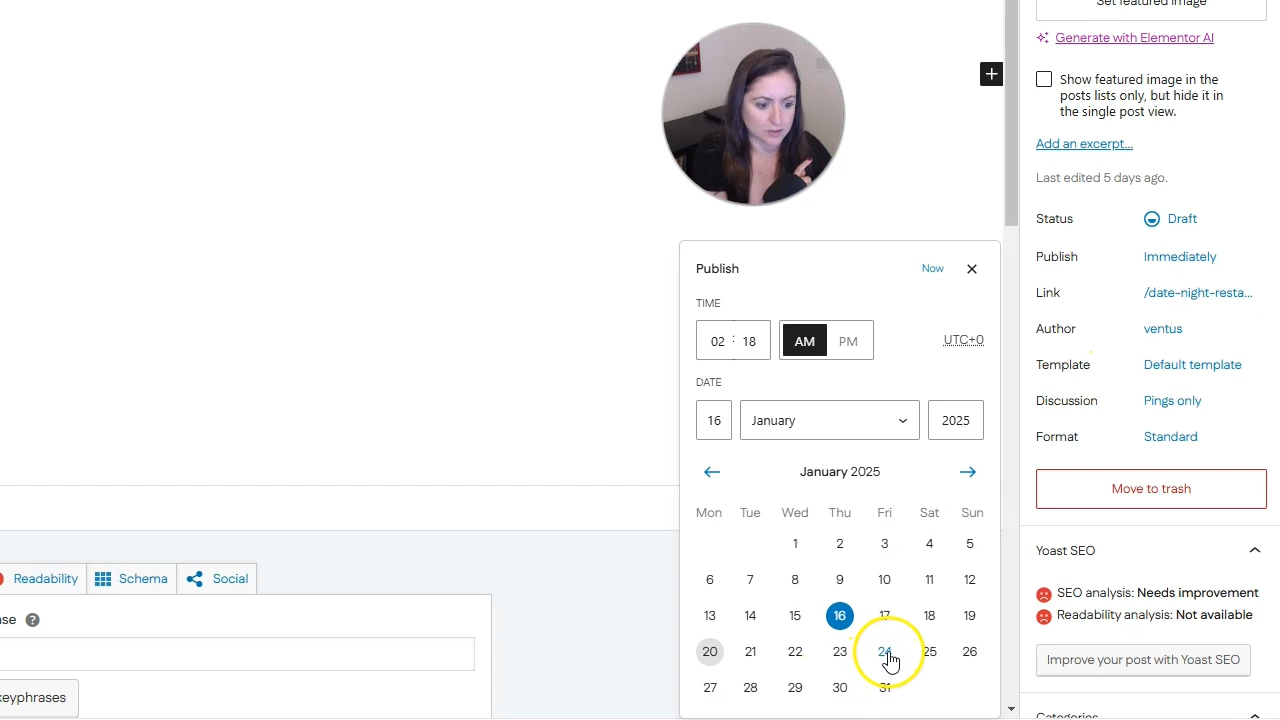 Set featured image
Generate with Elementor AI
Show featured image in the
posts lists only, but hide it in
the single post view.
Add an excerpt...
Last edited 5 days ago.
Status Draft
Publish Immediately
Link /date-night-resta...
Author ventus
Template Default template
Discussion Pings only
Format Standard
Move to trash
Yoast SEO
SEO analysis: Needs improvement
Readability analysis: Not available
Improve your post with Yoast SEO
Categories
Publish Now
TIME
02 : 18 AM PM UTC+0
DATE
16 January 2025
January 2025
Mon Tue Wed Thu Fri Sat Sun
1 2 3 4 5
6 7 8 9 10 11 12
13 14 15 16 17 18 19
20 21 22 23 24 25 26
27 28 29 30 31
Readability Schema Social
ase ?
keyphrases